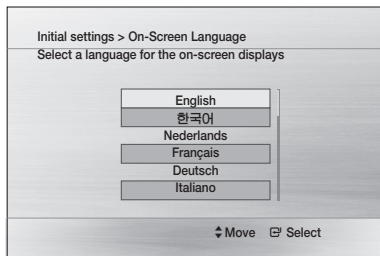 Initial settings > On-Screen Language
Select a language for the on-screen displays
English
한국어
Nederlands
Français
Deutsch
Italiano
Move Select